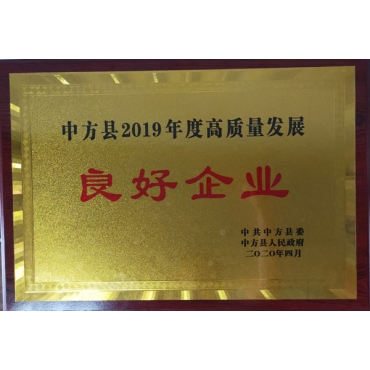 中方县2019年度高质量发展
良好企业
中共中方县委
中方县人民政府
二〇二〇年四月